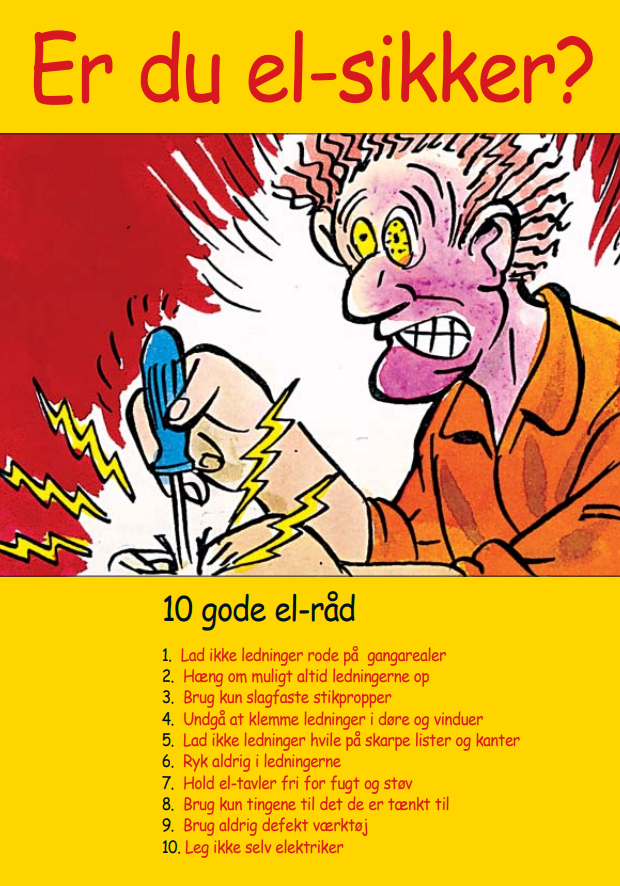 Er du el-sikker?
10 gode el-råd
1. Lad ikke ledninger rode på gangarealer
2. Hæng om muligt altid ledningerne op
3. Brug kun slagfaste stikpropper
4. Undgå at klemme ledninger i døre og vinduer
5. Lad ikke ledninger hvile på skarpe lister og kanter
6. Ryk aldrig i ledningerne
7. Hold el-tavler fri for fugt og støv
8. Brug kun tingene til det de er tænkt til
9. Brug aldrig defekt værktøj
10. Leg ikke selv elektriker